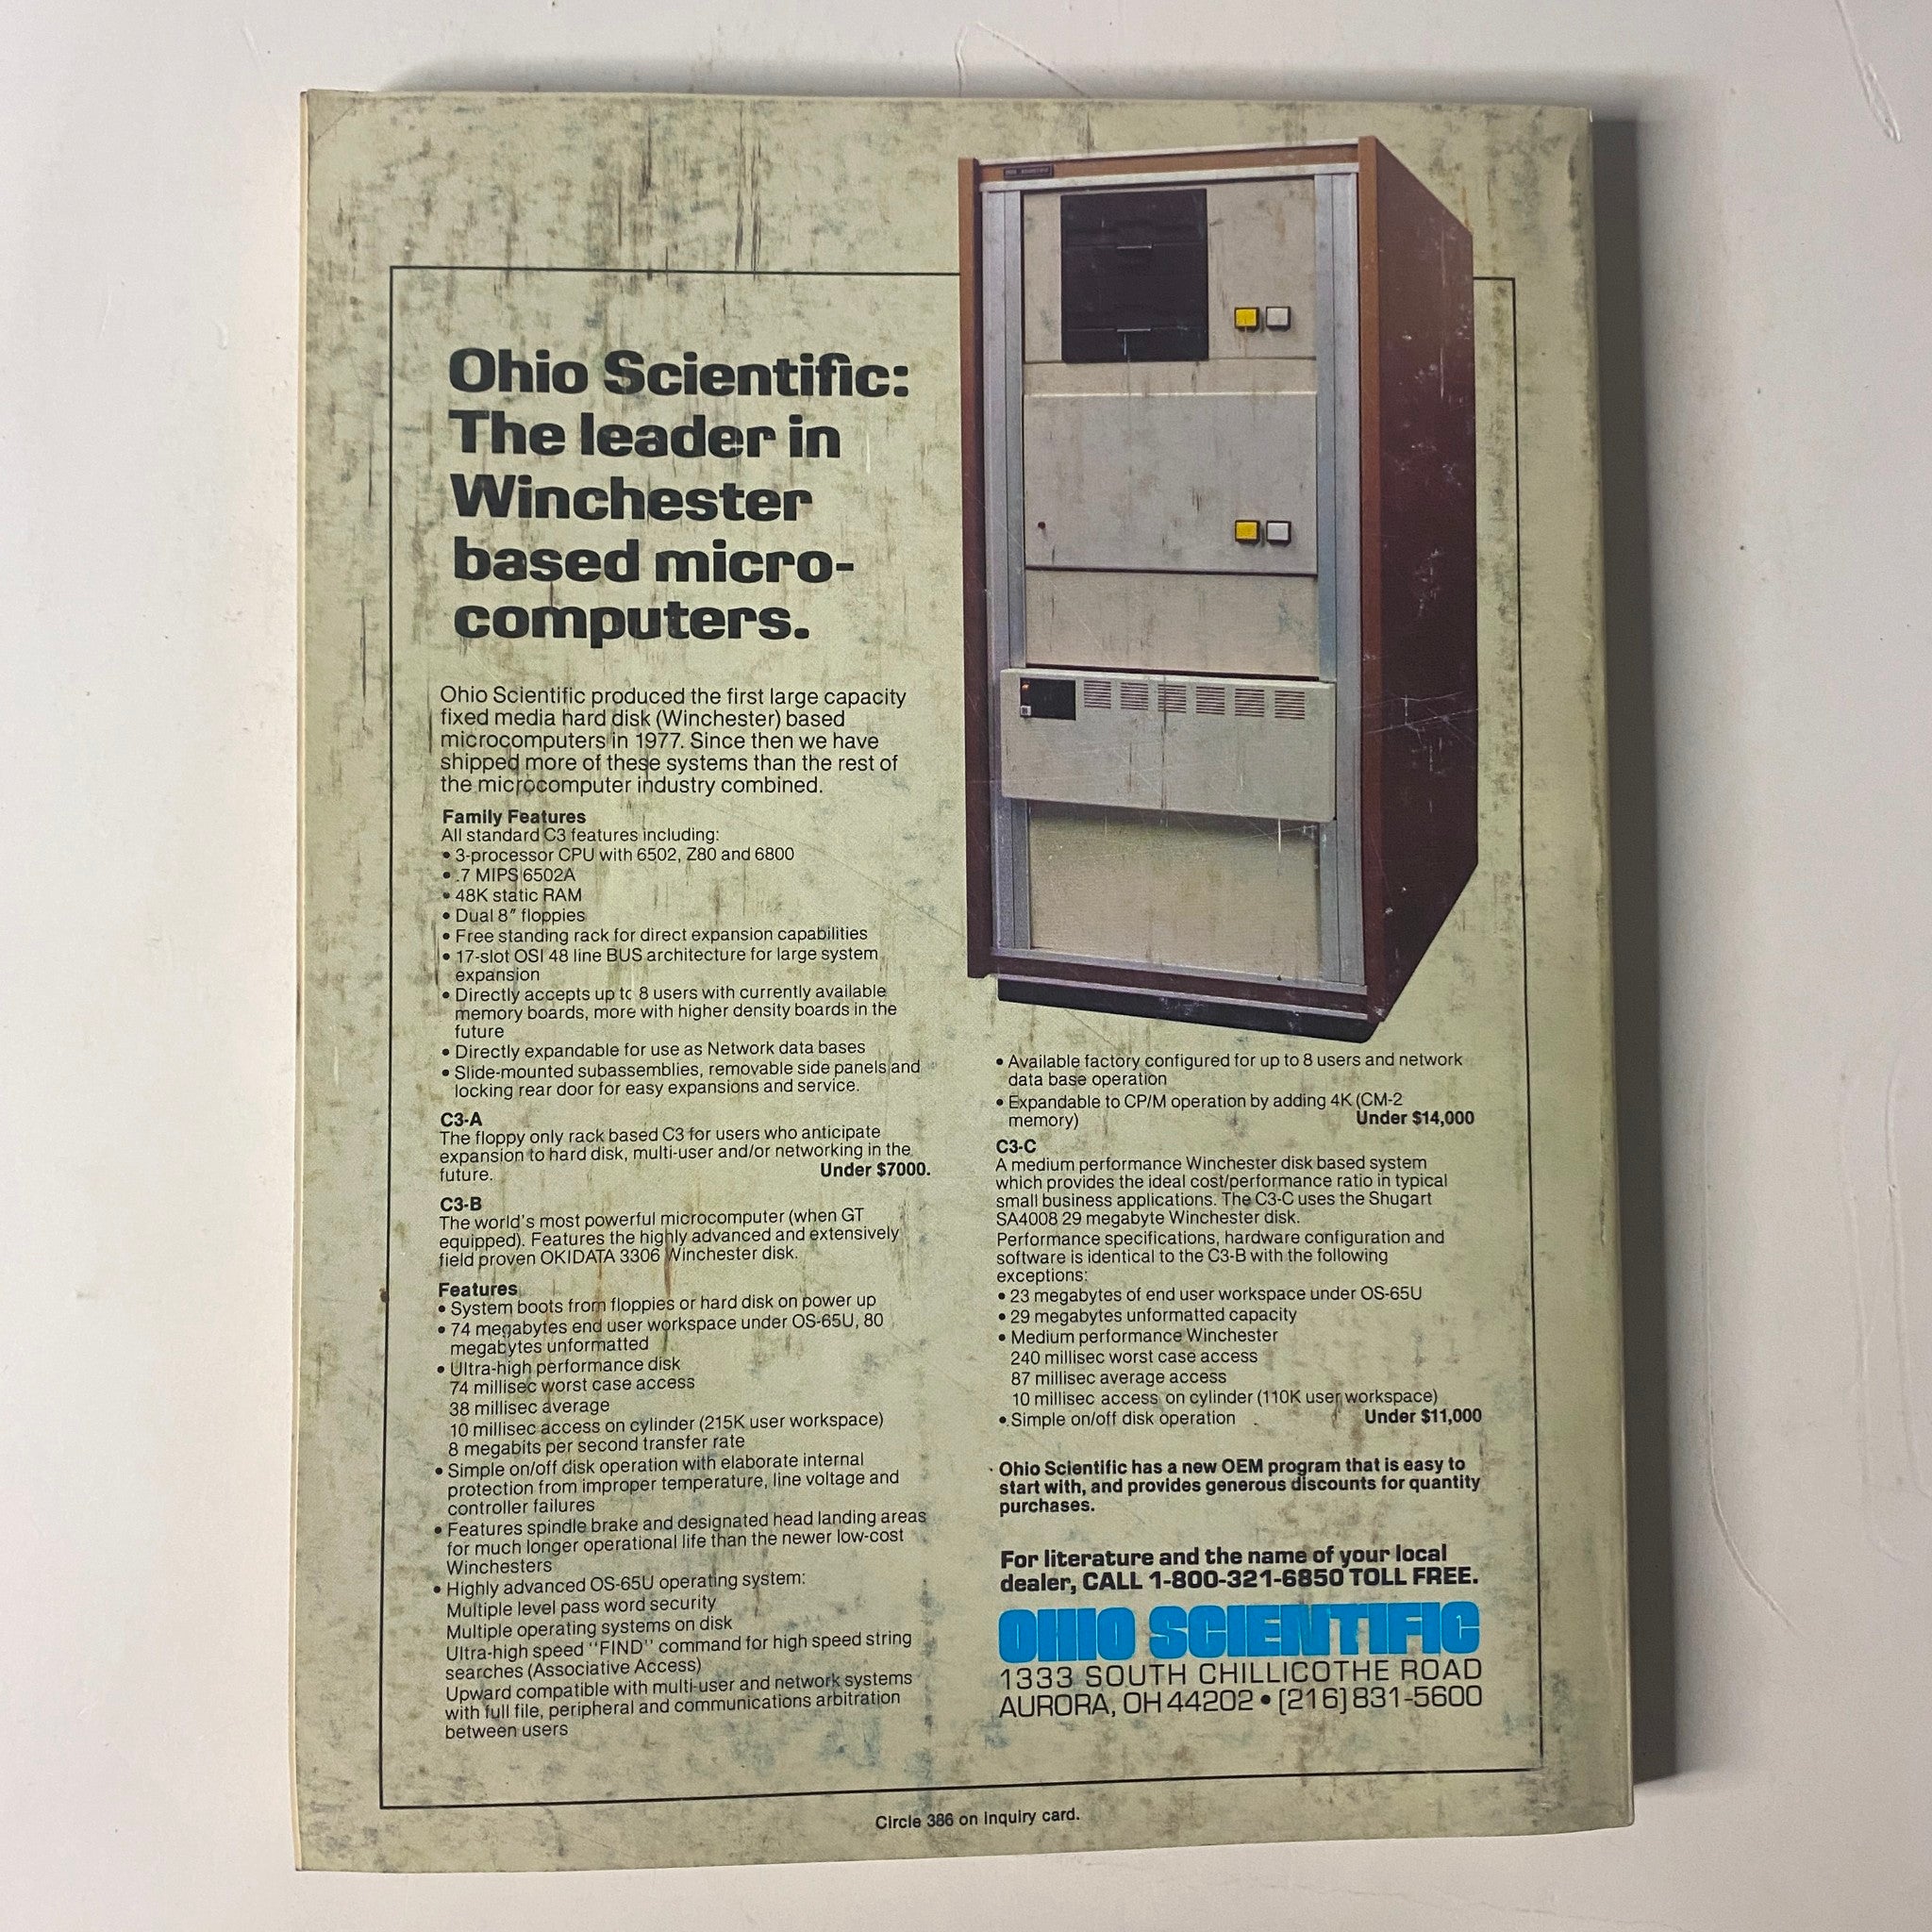 Ohio Scientific:
The leader in
Winchester
based micro-
computers.
Ohio Scientific produced the first large capacity
fixed media hard disk (Winchester) based
microcomputers in 1977. Since then we have
shipped more of these systems than the rest of
the microcomputer industry combined.
Family Features
All standard C3 features including:
• 3-processor CPU with 6502, Z80 and 6800
• .7 MIPS 6502A
• 48K static RAM
• Dual 8″ floppies
• Free standing rack for direct expansion capabilities
• 17-slot OSI 48 line BUS architecture for large system
expansion
• Directly accepts up to 8 users with currently available
memory boards, more with higher density boards in the
future
• Directly expandable for use as Network data bases
• Slide-mounted subassemblies, removable side panels and
locking rear door for easy expansions and service.
C3-A
The floppy only rack based C3 for users who anticipate
expansion to hard disk, multi-user and/or networking in the
future. Under $7000.
C3-B
The world's most powerful microcomputer (when GT
equipped). Features the highly advanced and extensively
field proven OKIDATA 3306 Winchester disk.
Features
• System boots from floppies or hard disk on power up
• 74 megabytes end user workspace under OS-65U, 80
megabytes unformatted
• Ultra-high performance disk
74 millisec worst case access
38 millisec average
10 millisec access on cylinder (215K user workspace)
8 megabits per second transfer rate
• Simple on/off disk operation with elaborate internal
protection from improper temperature, line voltage and
controller failures
• Features spindle brake and designated head landing areas
for much longer operational life than the newer low-cost
Winchesters
• Highly advanced OS-65U operating system:
Multiple level pass word security
Multiple operating systems on disk
Ultra-high speed ''FIND'' command for high speed string
searches (Associative Access)
Upward compatible with multi-user and network systems
with full file, peripheral and communications arbitration
between users
• Available factory configured for up to 8 users and network
data base operation
• Expandable to CP/M operation by adding 4K (CM-2
memory) Under $14,000
C3-C
A medium performance Winchester disk based system
which provides the ideal cost/performance ratio in typical
small business applications. The C3-C uses the Shugart
SA4008 29 megabyte Winchester disk.
Performance specifications, hardware configuration and
software is identical to the C3-B with the following
exceptions:
• 23 megabytes of end user workspace under OS-65U
• 29 megabytes unformatted capacity
• Medium performance Winchester
240 millisec worst case access
87 millisec average access
10 millisec access on cylinder (110K user workspace)
• Simple on/off disk operation Under $11,000
Ohio Scientific has a new OEM program that is easy to
start with, and provides generous discounts for quantity
purchases.
For literature and the name of your local
dealer, CALL 1-800-321-6850 TOLL FREE.
OHIO SCIENTIFIC
1333 SOUTH CHILLICOTHE ROAD
AURORA, OH 44202 • [216] 831-5600
Circle 386 on inquiry card.